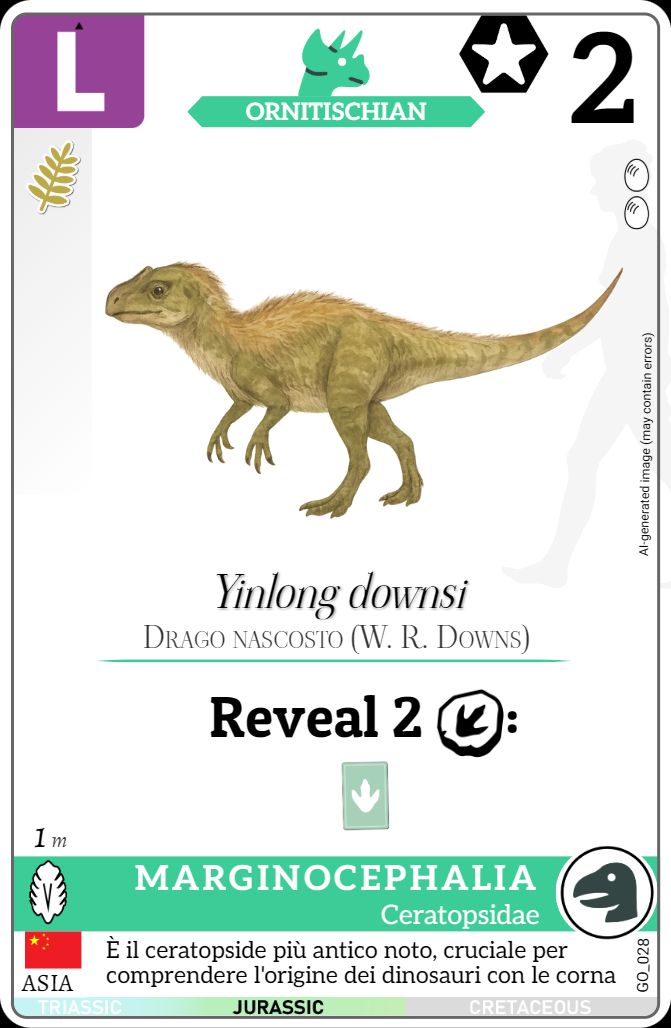 L
2
ORNITISCHIAN
AI-generated image (may contain errors)
Yinlong downsi
Drago nascosto (W. R. Downs)
Reveal 2 :
1 m
MARGINOCEPHALIA
Ceratopsidae
È il ceratopside più antico noto, cruciale per
comprendere l'origine dei dinosauri con le corna
ASIA
GO_028
TRIASSIC JURASSIC CRETACEOUS